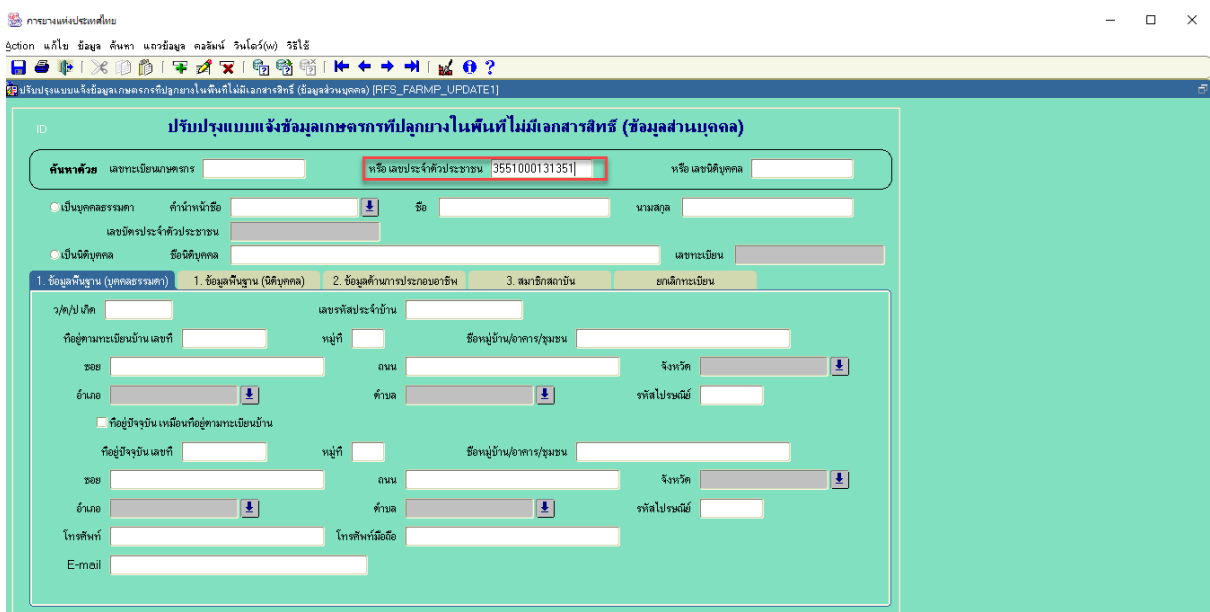 การยางแห่งประเทศไทย
Action แก้ไข ข้อมูล ค้นหา แถวข้อมูล คอลัมน์ วินโดว์(w) วิธีใช้
ปรับปรุงแบบแจ้งข้อมูลเกษตรกรที่ปลูกยางในพื้นที่ไม่มีเอกสารสิทธิ์ (ข้อมูลส่วนบุคคล) [RFS_FARMP_UPDATE1]
ID ปรับปรุงแบบแจ้งข้อมูลเกษตรกรที่ปลูกยางในพื้นที่ไม่มีเอกสารสิทธิ์ (ข้อมูลส่วนบุคคล)
ค้นหาด้วย เลขทะเบียนเกษตรกร หรือ เลขประจำตัวประชาชน 3551000131351 หรือ เลขนิติบุคคล
เป็นบุคคลธรรมดา คำนำหน้าชื่อ ชื่อ นามสกุล
เลขบัตรประจำตัวประชาชน
เป็นนิติบุคคล ชื่อนิติบุคคล เลขทะเบียน
1. ข้อมูลพื้นฐาน (บุคคลธรรมดา) 1. ข้อมูลพื้นฐาน (นิติบุคคล) 2. ข้อมูลด้านการประกอบอาชีพ 3. สมาชิกสถาบัน ยกเลิกทะเบียน
ว/ด/ป เกิด เลขรหัสประจำบ้าน
ที่อยู่ตามทะเบียนบ้าน เลขที่ หมู่ที่ ชื่อหมู่บ้าน/อาคาร/ชุมชน
ซอย ถนน จังหวัด
อำเภอ ตำบล รหัสไปรษณีย์
ที่อยู่ปัจจุบัน เหมือนที่อยู่ตามทะเบียนบ้าน
ที่อยู่ปัจจุบัน เลขที่ หมู่ที่ ชื่อหมู่บ้าน/อาคาร/ชุมชน
ซอย ถนน จังหวัด
อำเภอ ตำบล รหัสไปรษณีย์
โทรศัพท์ โทรศัพท์มือถือ
E-mail